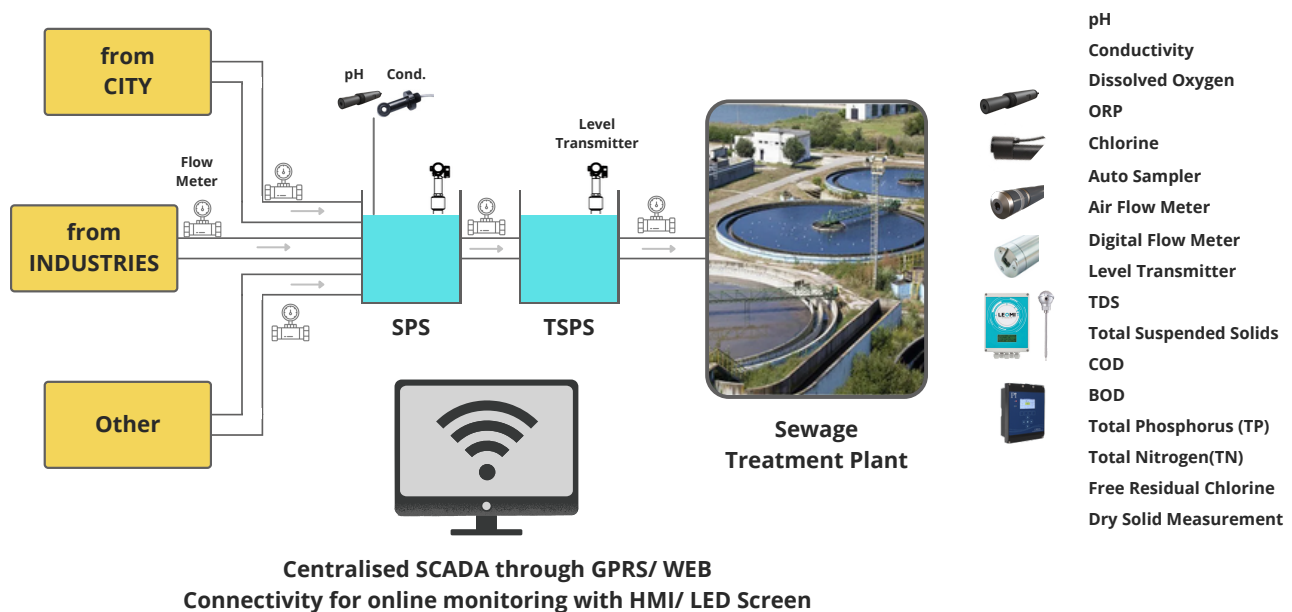 from
CITY
pH
Cond.
Flow
Meter
Level
Transmitter
from
INDUSTRIES
SPS
TSPS
Other
Sewage
Treatment Plant
Centralised SCADA through GPRS/ WEB
Connectivity for online monitoring with HMI/ LED Screen
pH
Conductivity
Dissolved Oxygen
ORP
Chlorine
Auto Sampler
Air Flow Meter
Digital Flow Meter
Level Transmitter
TDS
Total Suspended Solids
COD
BOD
Total Phosphorus (TP)
Total Nitrogen(TN)
Free Residual Chlorine
Dry Solid Measurement
LEOMI